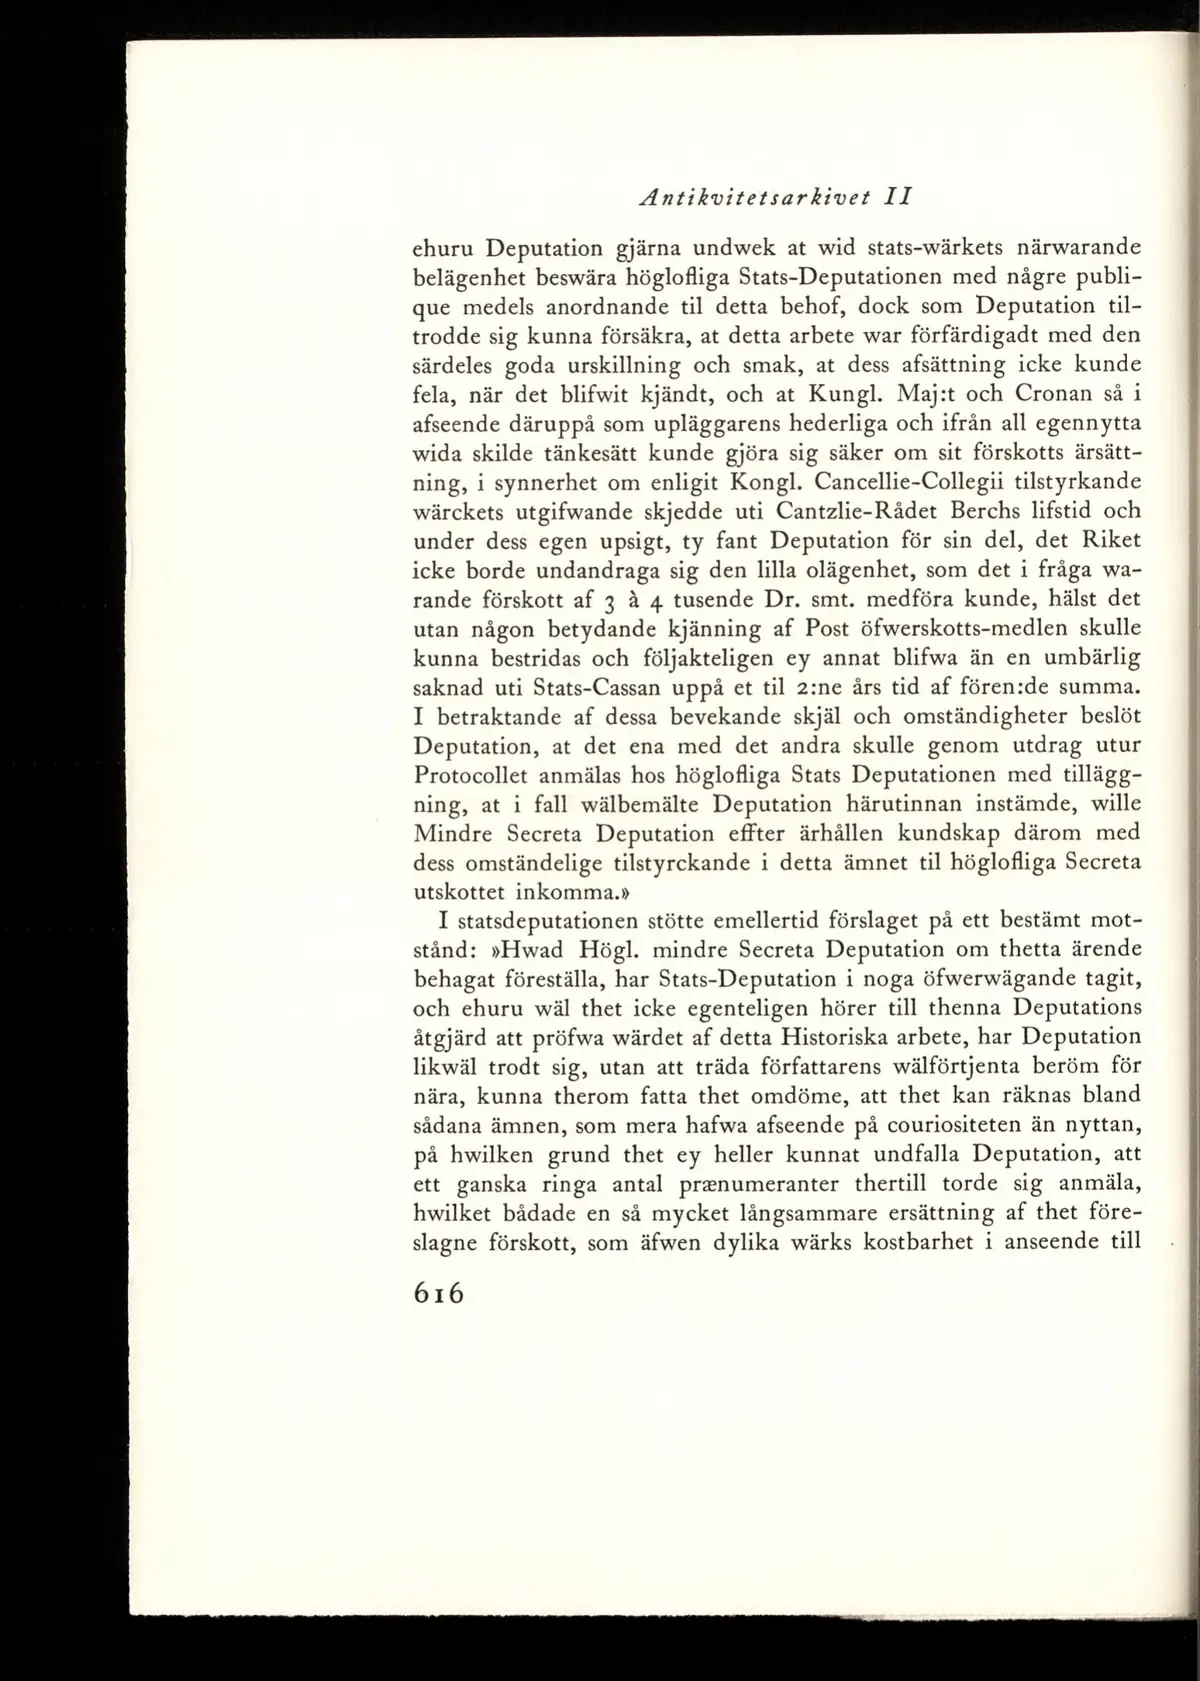 Antikvitetsarkivet II
ehuru Deputation gjärna undwek at wid stats-wärkets närwarande
belägenhet beswära höglofliga Stats-Deputationen med någre publi-
que medels anordnande til detta behof, dock som Deputation til-
trodde sig kunna försäkra, at detta arbete war förfärdigadt med den
särdeles goda urskillning och smak, at dess afsättning icke kunde
fela, när det blifwit kjändt, och at Kungl. Maj:t och Cronan så i
afseende däruppå som upläggarens hederliga och ifrån all egennytta
wida skilde tänkesätt kunde gjöra sig säker om sit förskotts ärsätt-
ning, i synnerhet om enligit Kongl. Cancellie-Collegii tilstyrkande
wärckets utgifwande skjedde uti Cantzlie-Rådet Berchs lifstid och
under dess egen upsigt, ty fant Deputation för sin del, det Riket
icke borde undandraga sig den lilla olägenhet, som det i fråga wa-
rande förskott af 3 à 4 tusende Dr. smt. medföra kunde, hälst det
utan någon betydande kjänning af Post öfwerskotts-medlen skulle
kunna bestridas och följakteligen ey annat blifwa än en umbärlig
saknad uti Stats-Cassan uppå et til 2:ne års tid af fören:de summa.
I betraktande af dessa bevekande skjäl och omständigheter beslöt
Deputation, at det ena med det andra skulle genom utdrag utur
Protocollet anmälas hos höglofliga Stats Deputationen med tillägg-
ning, at i fall wälbemälte Deputation härutinnan instämde, wille
Mindre Secreta Deputation effter ärhållen kundskap därom med
dess omständelige tilstyrckande i detta ämnet til höglofliga Secreta
utskottet inkomma.»
I statsdeputationen stötte emellertid förslaget på ett bestämt mot-
stånd: »Hwad Högl. mindre Secreta Deputation om thetta ärende
behagat föreställa, har Stats-Deputation i noga öfwerwägande tagit,
och ehuru wäl thet icke egenteligen hörer till thenna Deputations
åtgjärd att pröfwa wärdet af detta Historiska arbete, har Deputation
likwäl trodt sig, utan att träda författarens wälförtjenta beröm för
nära, kunna therom fatta thet omdöme, att thet kan räknas bland
sådana ämnen, som mera hafwa afseende på couriositeten än nyttan,
på hwilken grund thet ey heller kunnat undfalla Deputation, att
ett ganska ringa antal prænumeranter thertill torde sig anmäla,
hwilket bådade en så mycket långsammare ersättning af thet före-
slagne förskott, som äfwen dylika wärks kostbarhet i anseende till
616